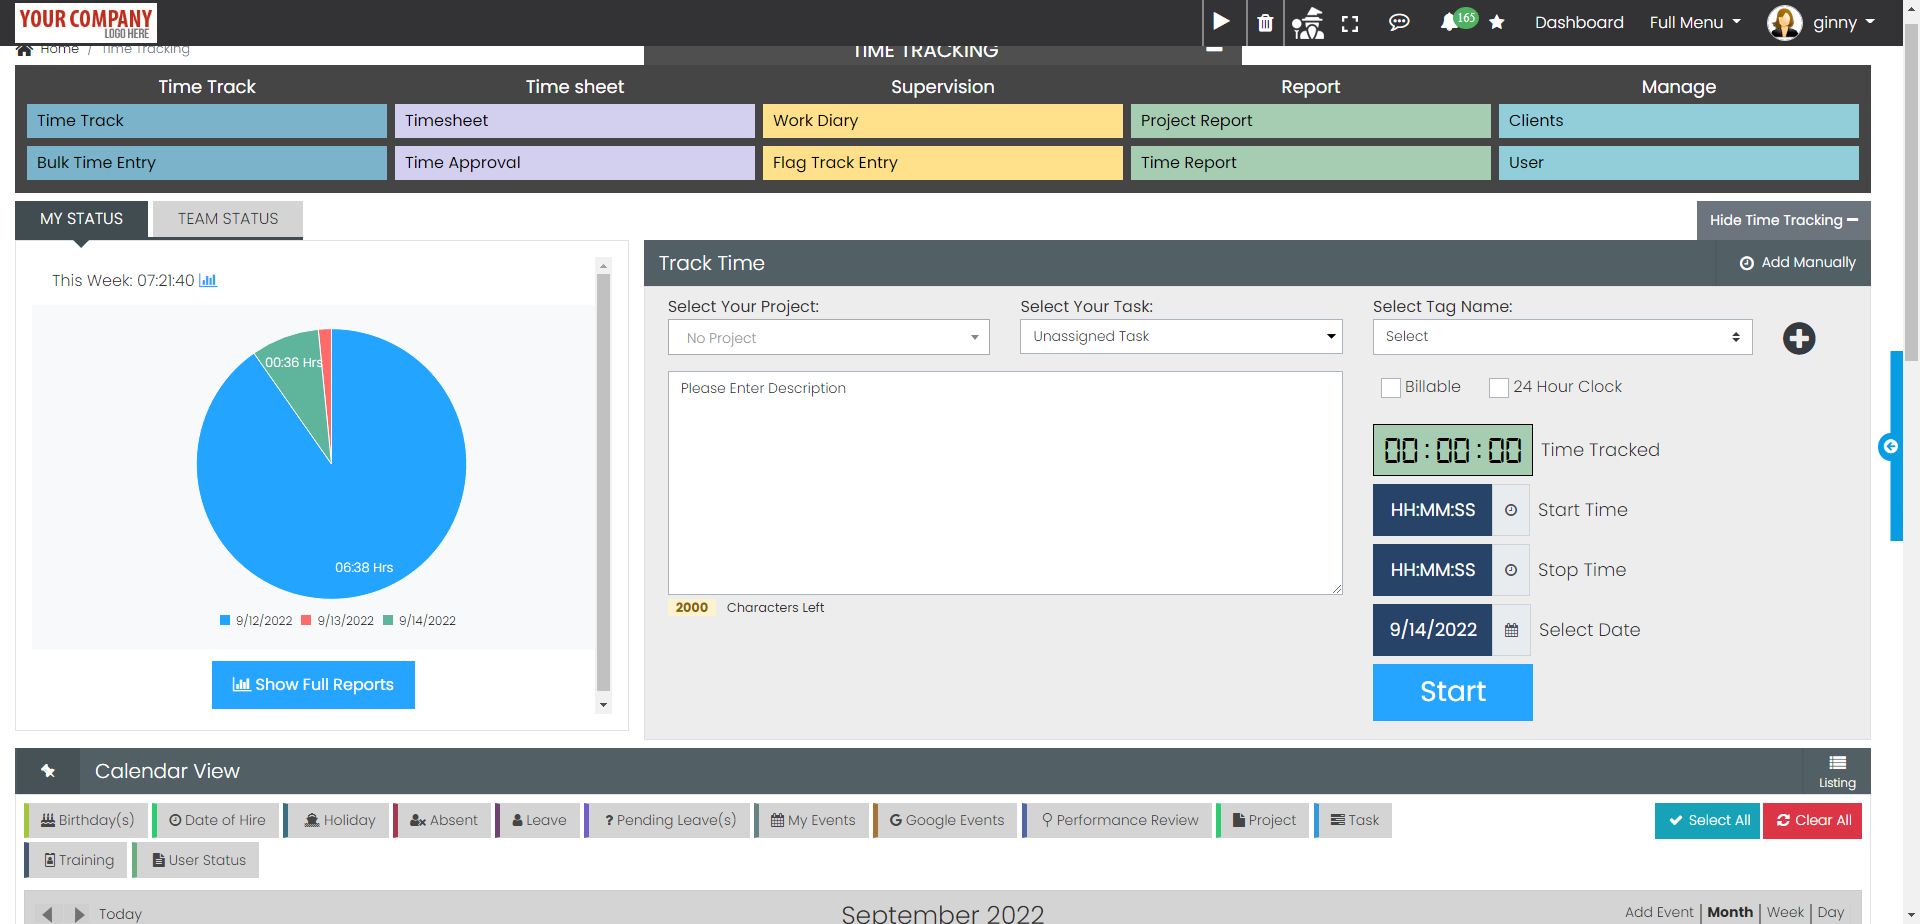 YOUR COMPANY
LOGO HERE
165
Dashboard
Full Menu
ginny
Home / Time Tracking
TIME TRACKING
Time Track
Time sheet
Supervision
Report
Manage
Time Track
Timesheet
Work Diary
Project Report
Clients
Bulk Time Entry
Time Approval
Flag Track Entry
Time Report
User
MY STATUS
TEAM STATUS
Hide Time Tracking
This Week: 07:21:40
00:36 Hrs
06:38 Hrs
9/12/2022
9/13/2022
9/14/2022
Show Full Reports
Track Time
Add Manually
Select Your Project:
Select Your Task:
Select Tag Name:
No Project
Unassigned Task
Select
Please Enter Description
Billable
24 Hour Clock
00:00:00 Time Tracked
HH:MM:SS Start Time
HH:MM:SS Stop Time
9/14/2022 Select Date
2000 Characters Left
Start
Calendar View
Listing
Birthday(s)
Date of Hire
Holiday
Absent
Leave
? Pending Leave(s)
My Events
Google Events
Performance Review
Project
Task
Select All
Clear All
Training
User Status
Today
September 2022
Add Event | Month | Week | Day